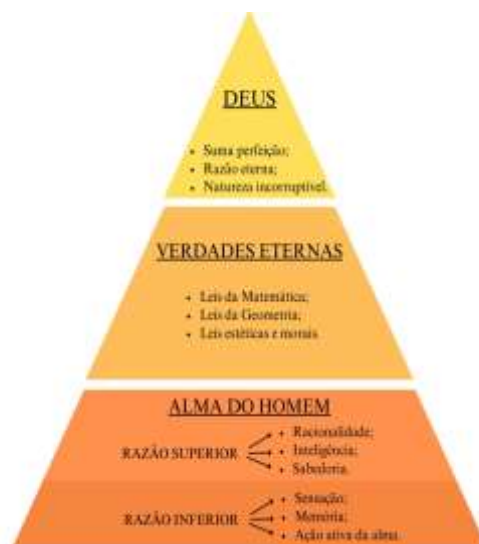 DEUS
• Suma perfeição;
• Razão eterna;
• Natureza incorruptível.
VERDADES ETERNAS
• Leis da Matemática;
• Leis da Geometria;
• Leis estéticas e morais
ALMA DO HOMEM
RAZÃO SUPERIOR
• Racionalidade;
• Inteligência;
• Sabedoria.
RAZÃO INFERIOR
• Sensação;
• Memória;
• Ação ativa da alma.